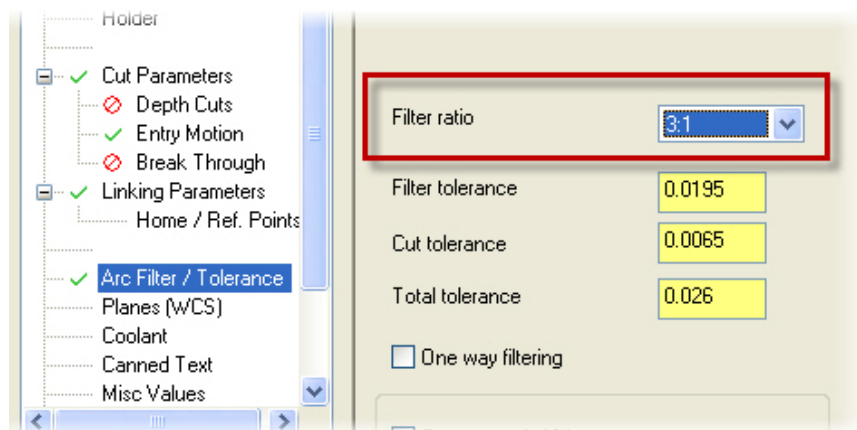 Holder
Cut Parameters
Depth Cuts
Entry Motion
Break Through
Linking Parameters
Home / Ref. Points
Arc Filter / Tolerance
Planes (WCS)
Coolant
Canned Text
Misc Values
Filter ratio 3:1
Filter tolerance 0.0195
Cut tolerance 0.0065
Total tolerance 0.026
One way filtering